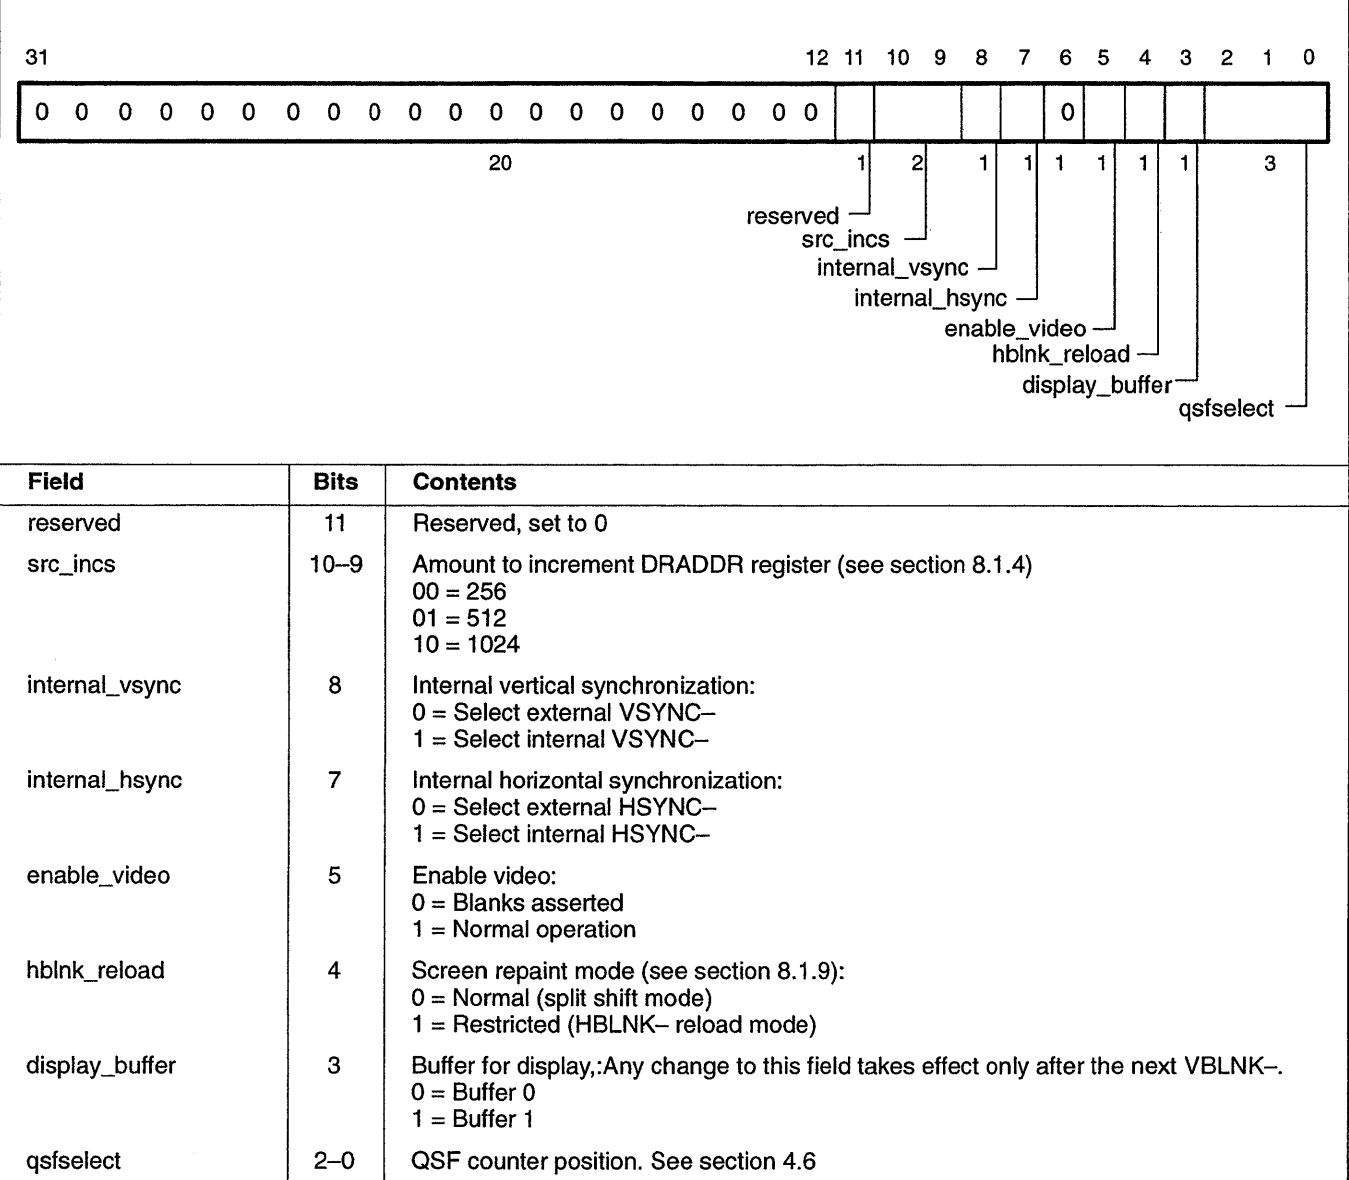 31 12 11 10 9 8 7 6 5 4 3 2 1 0
0 0 0 0 0 0 0 0 0 0 0 0 0 0 0 0 0 0 0 0 0
20 1 2 1 1 1 1 1 1 3
reserved
src_incs
internal_vsync
internal_hsync
enable_video
hblnk_reload
display_buffer
qsfselect
Field Bits Contents
reserved 11 Reserved, set to 0
src_incs 10–9 Amount to increment DRADDR register (see section 8.1.4)
00 = 256
01 = 512
10 = 1024
internal_vsync 8 Internal vertical synchronization:
0 = Select external VSYNC–
1 = Select internal VSYNC–
internal_hsync 7 Internal horizontal synchronization:
0 = Select external HSYNC–
1 = Select internal HSYNC–
enable_video 5 Enable video:
0 = Blanks asserted
1 = Normal operation
hblnk_reload 4 Screen repaint mode (see section 8.1.9):
0 = Normal (split shift mode)
1 = Restricted (HBLNK– reload mode)
display_buffer 3 Buffer for display,:Any change to this field takes effect only after the next VBLNK–.
0 = Buffer 0
1 = Buffer 1
qsfselect 2–0 QSF counter position. See section 4.6